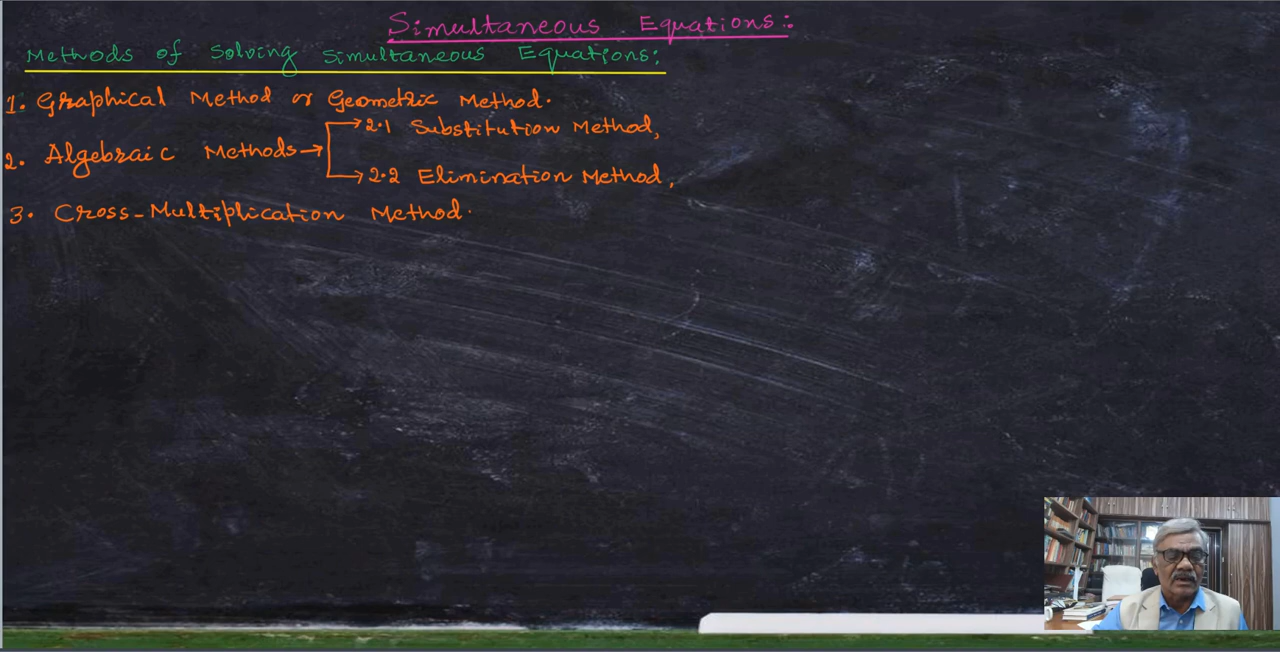 Simultaneous Equations:
Methods of Solving Simultaneous Equations:
1. Graphical Method or Geometric Method.
2. Algebraic Methods →
→ 2.1 Substitution Method,
→ 2.2 Elimination Method,
3. Cross-Multiplication Method.